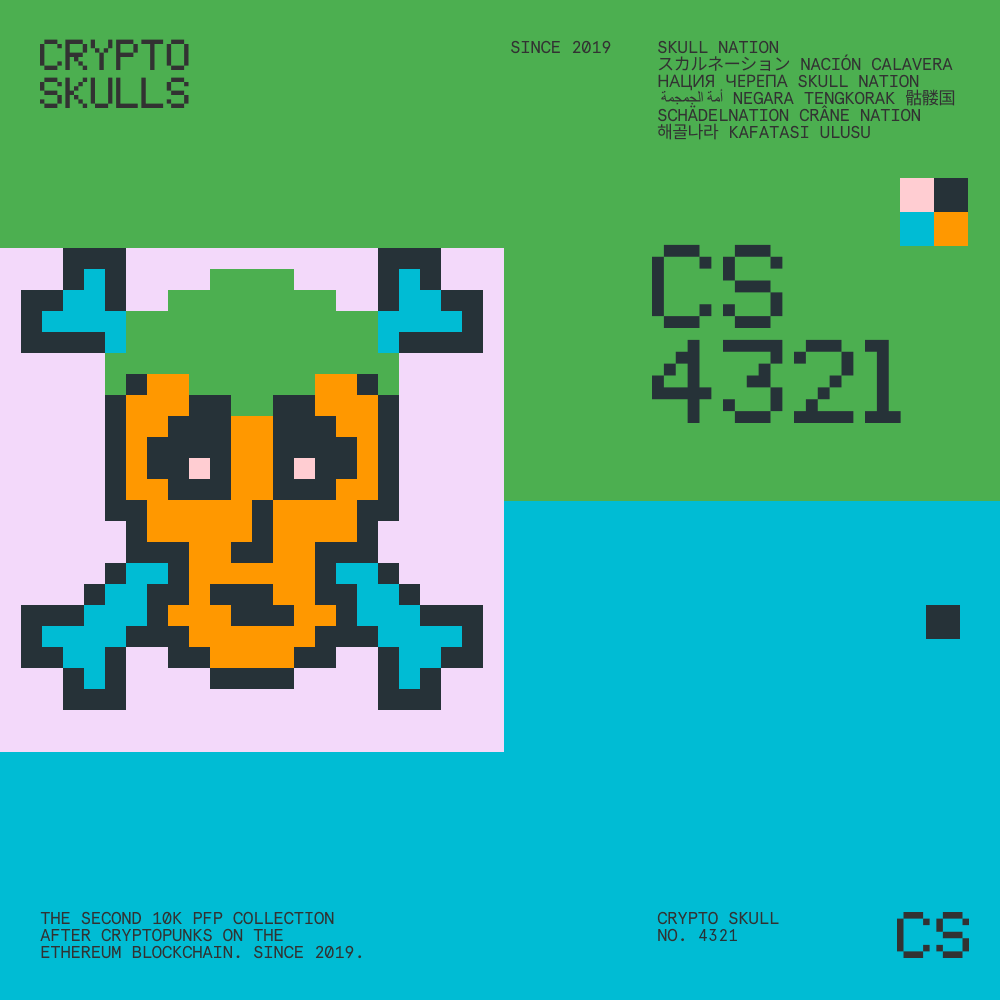 CRYPTO
SKULLS
SINCE 2019
SKULL NATION
スカルネーション NACIÓN CALAVERA
НАЦИЯ ЧЕРЕПА SKULL NATION
أمة الجمجمة NEGARA TENGKORAK 骷髅国
SCHÄDELNATION CRÂNE NATION
해골나라 KAFATASI ULUSU
CS
4321
THE SECOND 10K PFP COLLECTION
AFTER CRYPTOPUNKS ON THE
ETHEREUM BLOCKCHAIN. SINCE 2019.
CRYPTO SKULL
NO. 4321
CS